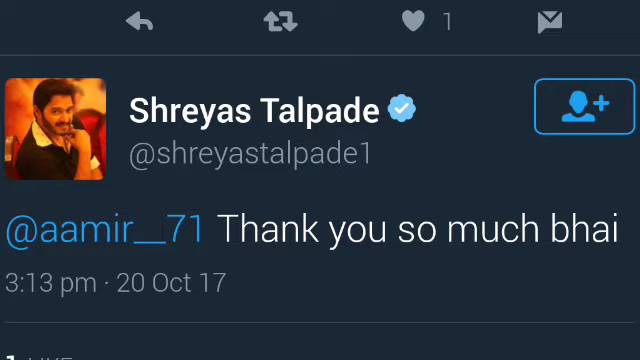 1
Shreyas Talpade
@shreyastalpade1
@aamir__71 Thank you so much bhai
3:13 pm · 20 Oct 17